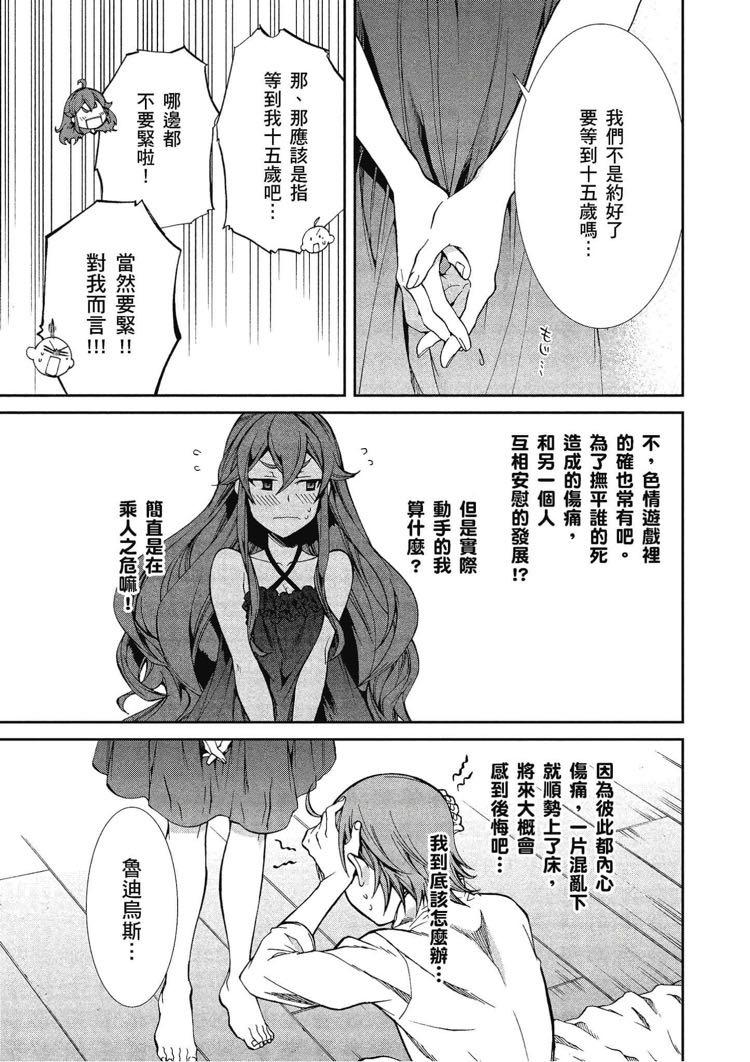 我們不是約好了
要等到十五歲嗎…
モジ…
那、那應該是指
等到我十五歲吧…
哪邊都
不要緊啦！
當然要緊!!
對我而言!!!
不，色情遊戲裡
的確也常有吧。
為了撫平誰的死
造成的傷痛，
和另一個人
互相安慰的發展!?
但是實際
動手的我
算什麼？
簡直是在
乘人之危嘛！
因為彼此都內心
傷痛，一片混亂下
就順勢上了床，
將來大概會
感到後悔吧…
我到底該怎麼辦…
魯迪烏斯…